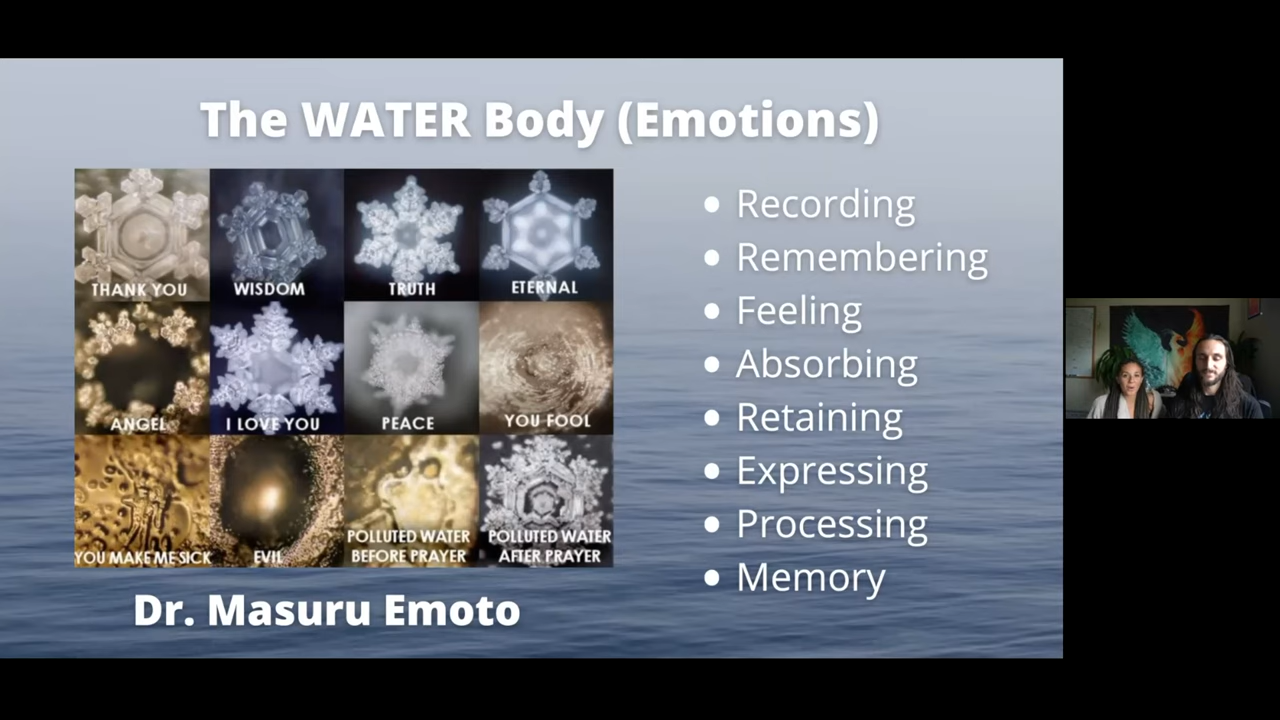 The WATER Body (Emotions)
THANK YOU
WISDOM
TRUTH
ETERNAL
ANGEL
I LOVE YOU
PEACE
YOU FOOL
YOU MAKE ME SICK
EVIL
POLLUTED WATER
BEFORE PRAYER
POLLUTED WATER
AFTER PRAYER
Dr. Masuru Emoto
• Recording
• Remembering
• Feeling
• Absorbing
• Retaining
• Expressing
• Processing
• Memory